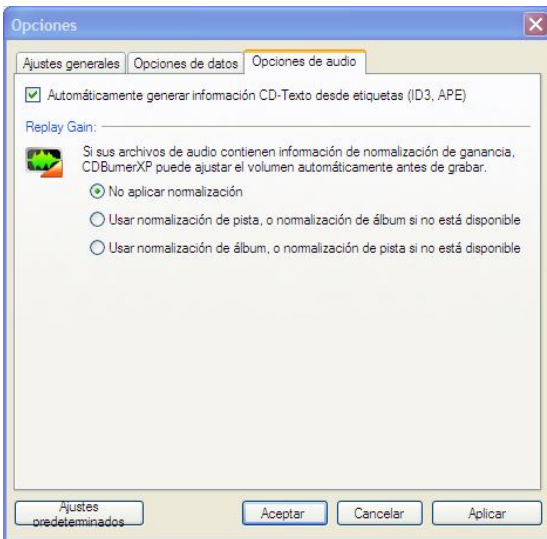 Opciones
Ajustes generales
Opciones de datos
Opciones de audio
Automáticamente generar información CD-Texto desde etiquetas (ID3, APE)
Replay Gain:
Si sus archivos de audio contienen información de normalización de ganancia,
CDBurnerXP puede ajustar el volumen automáticamente antes de grabar.
No aplicar normalización
Usar normalización de pista, o normalización de álbum si no está disponible
Usar normalización de álbum, o normalización de pista si no está disponible
Ajustes
predeterminados
Aceptar
Cancelar
Aplicar